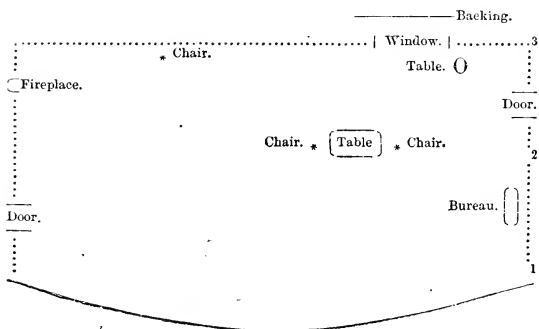 Backing.
Window. 3
* Chair.
Table.
Fireplace.
Door.
Chair. * Table * Chair.
2
Bureau.
Door.
1